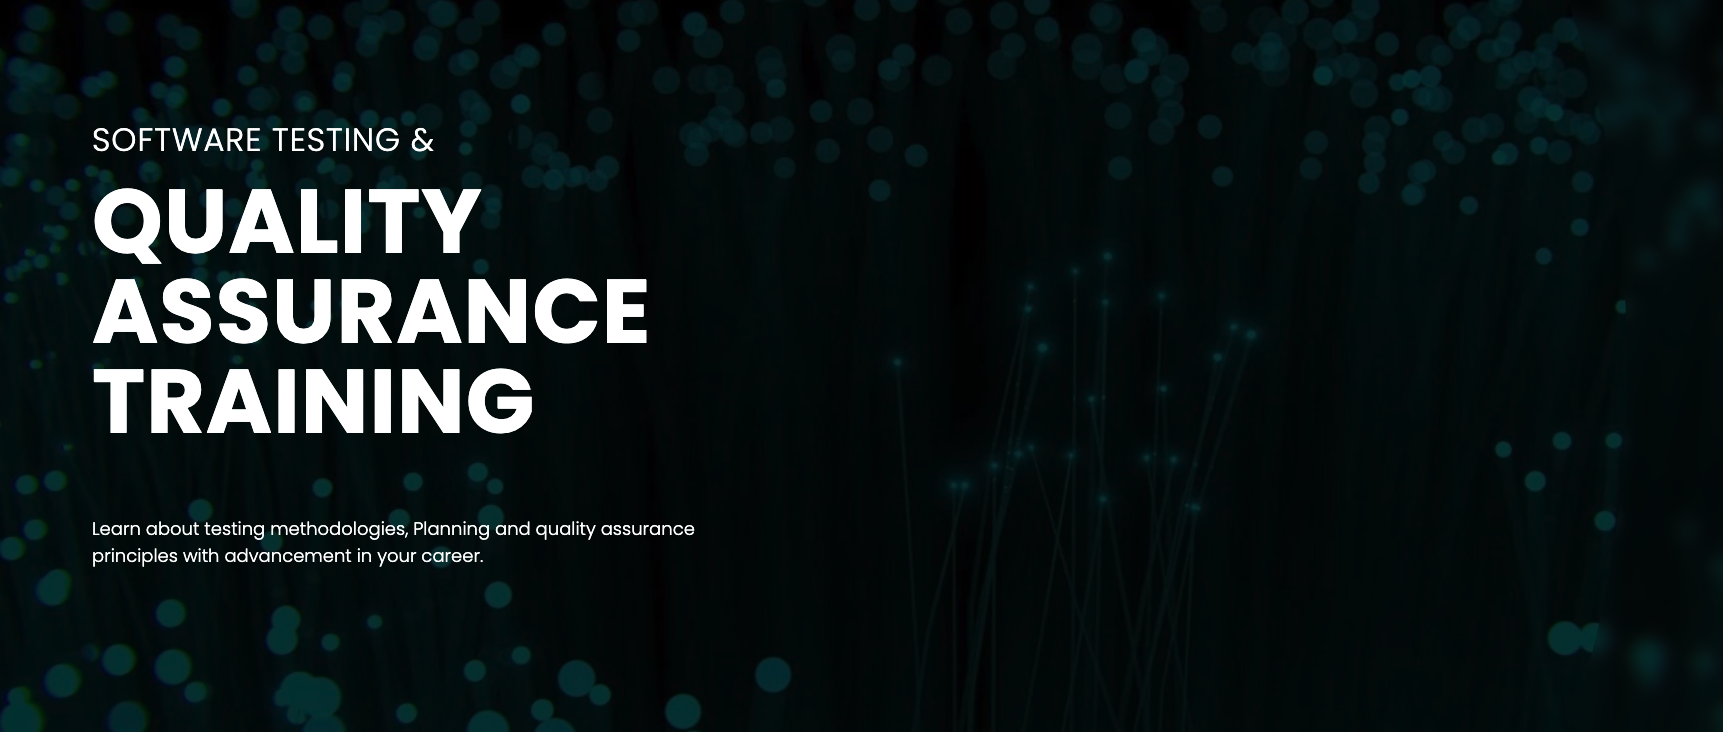 SOFTWARE TESTING &
QUALITY
ASSURANCE
TRAINING
Learn about testing methodologies, Planning and quality assurance
principles with advancement in your career.